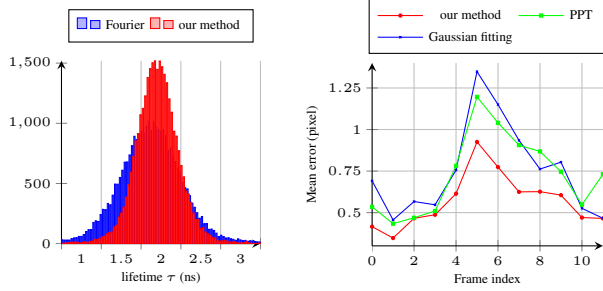 Fourier our method
1,500
1,000
500
0
1 1.5 2 2.5 3
lifetime τ (ns)
our method PPT
Gaussian fitting
Mean error (pixel)
1.25
1
0.75
0.5
0 2 4 6 8 10
Frame index